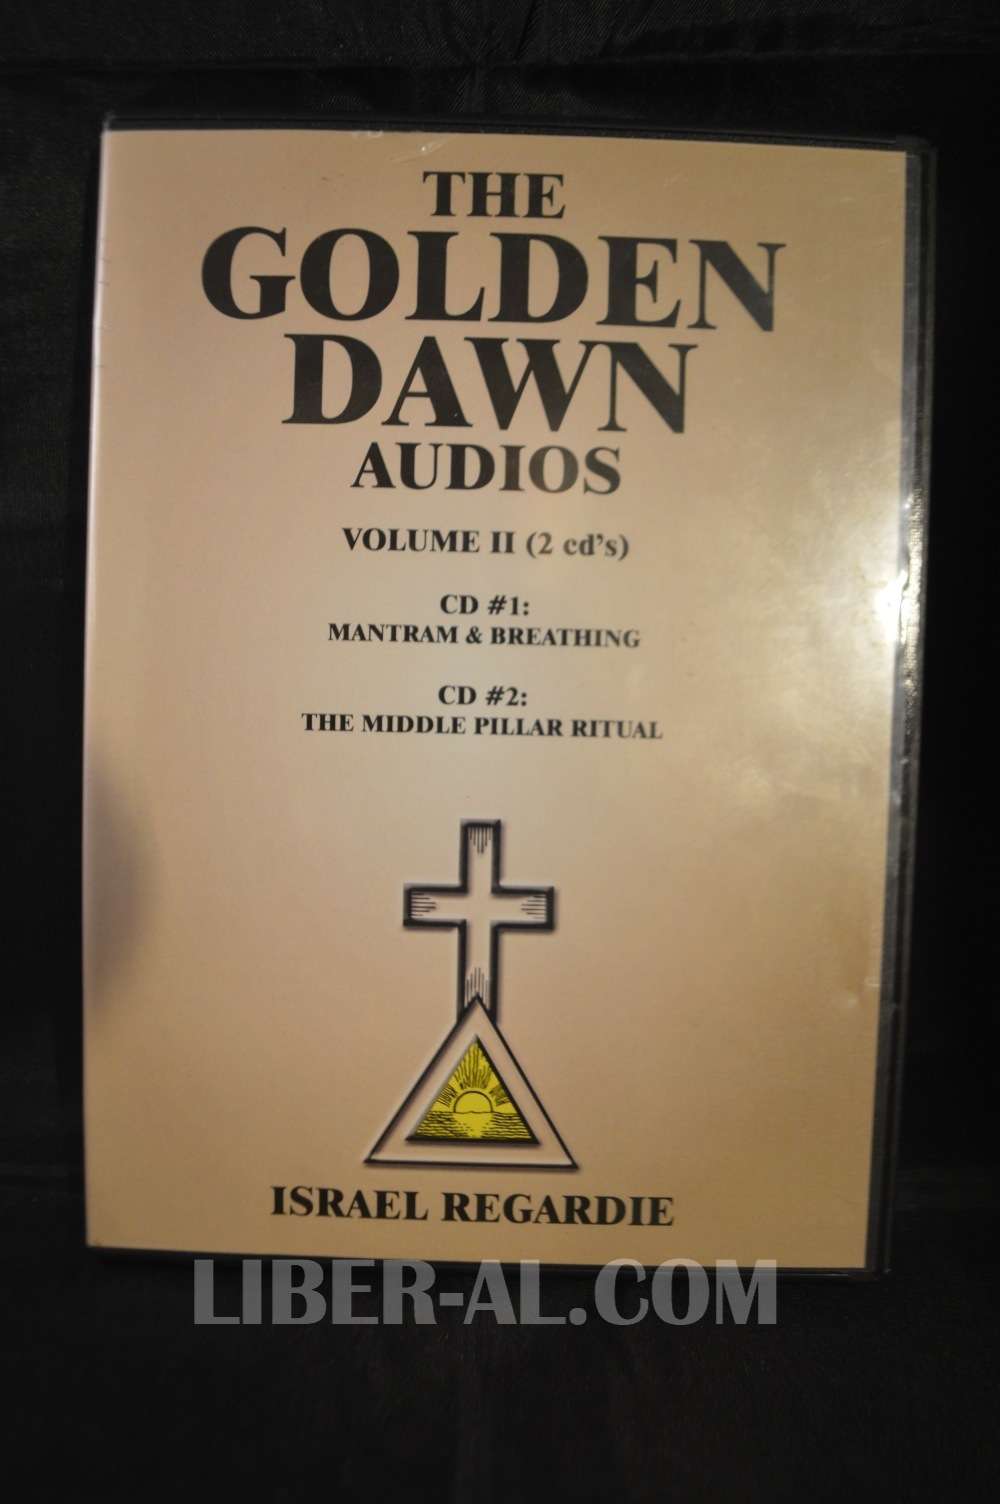 THE
GOLDEN
DAWN
AUDIOS
VOLUME II (2 cd's)
CD #1:
MANTRAM & BREATHING
CD #2:
THE MIDDLE PILLAR RITUAL
ISRAEL REGARDIE
LIBER-AL.COM